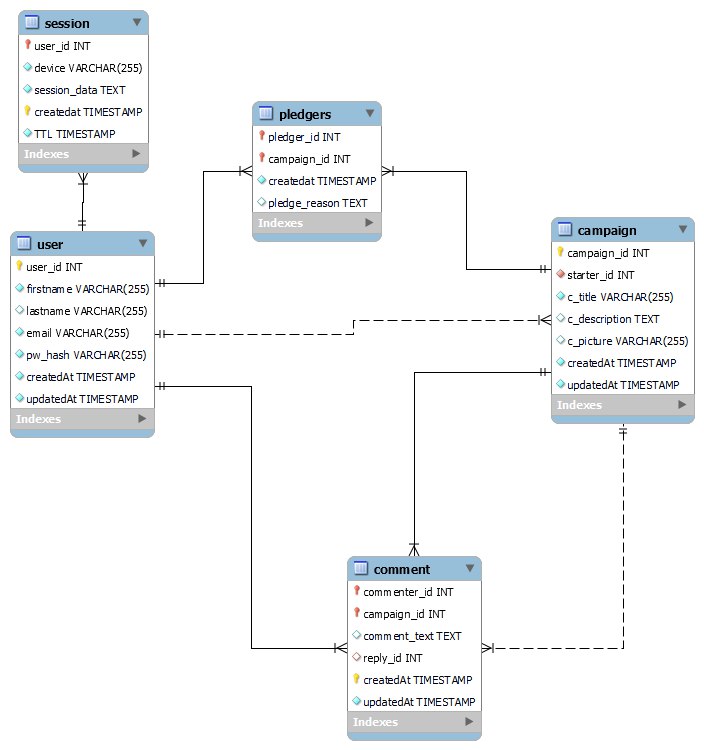 session
user_id INT
device VARCHAR(255)
session_data TEXT
createdat TIMESTAMP
TTL TIMESTAMP
Indexes
pledgers
pledger_id INT
campaign_id INT
createdat TIMESTAMP
pledge_reason TEXT
Indexes
user
user_id INT
firstname VARCHAR(255)
lastname VARCHAR(255)
email VARCHAR(255)
pw_hash VARCHAR(255)
createdAt TIMESTAMP
updatedAt TIMESTAMP
Indexes
campaign
campaign_id INT
starter_id INT
c_title VARCHAR(255)
c_description TEXT
c_picture VARCHAR(255)
createdAt TIMESTAMP
updatedAt TIMESTAMP
Indexes
comment
commenter_id INT
campaign_id INT
comment_text TEXT
reply_id INT
createdAt TIMESTAMP
updatedAt TIMESTAMP
Indexes